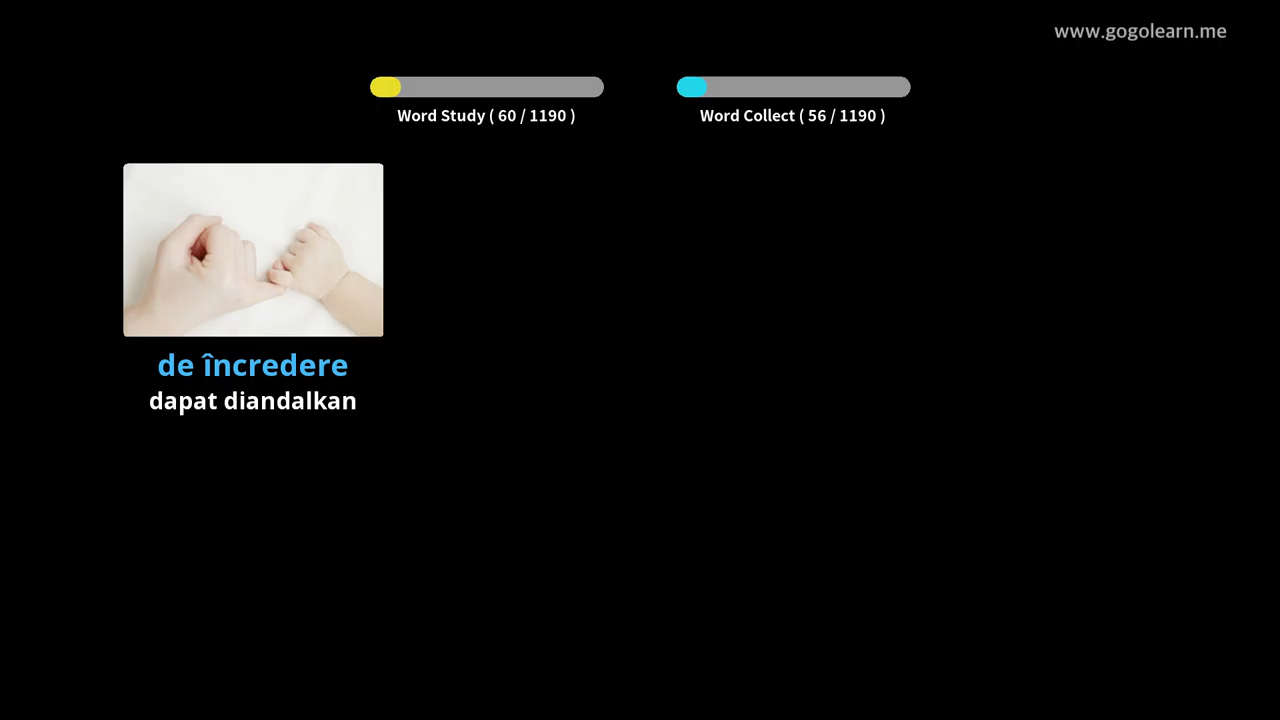 www.gogolearn.me
Word Study ( 60 / 1190 )
Word Collect ( 56 / 1190 )
de încredere
dapat diandalkan